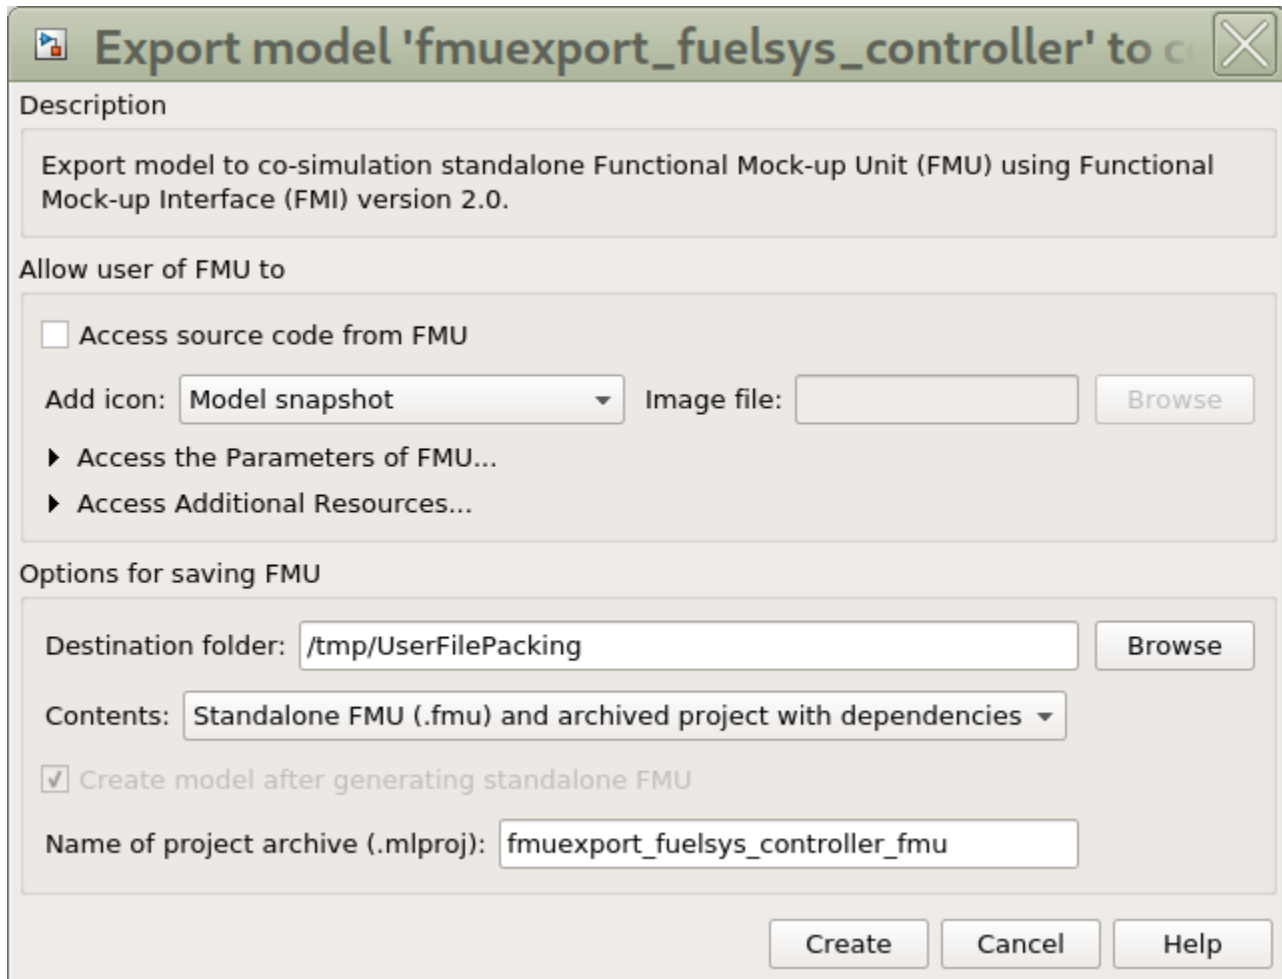 Export model 'fmuexport_fuelsys_controller' to
Description
Export model to co-simulation standalone Functional Mock-up Unit (FMU) using Functional
Mock-up Interface (FMI) version 2.0.
Allow user of FMU to
Access source code from FMU
Add icon: Model snapshot Image file: Browse
Access the Parameters of FMU...
Access Additional Resources...
Options for saving FMU
Destination folder: /tmp/UserFilePacking Browse
Contents: Standalone FMU (.fmu) and archived project with dependencies
Create model after generating standalone FMU
Name of project archive (.mlproj): fmuexport_fuelsys_controller_fmu
Create Cancel Help